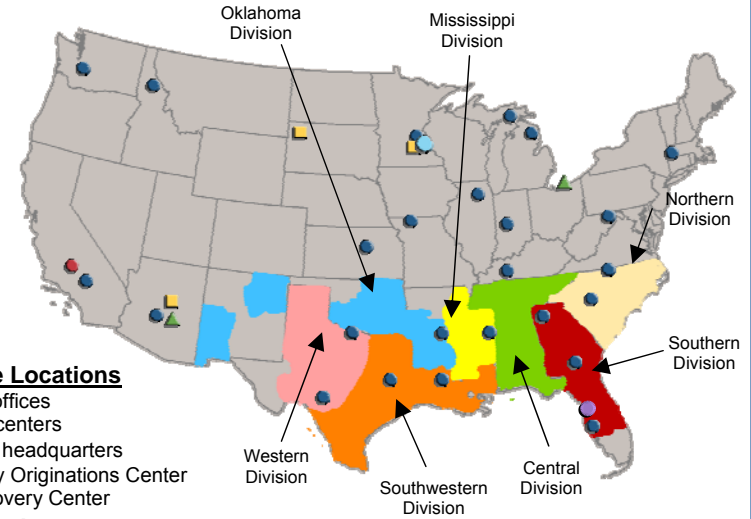 Oklahoma
Division
Mississippi
Division
Northern
Division
Southern
Division
Locations
offices
centers
headquarters
Originations Center
Center
Western
Division
Southwestern
Division
Central
Division